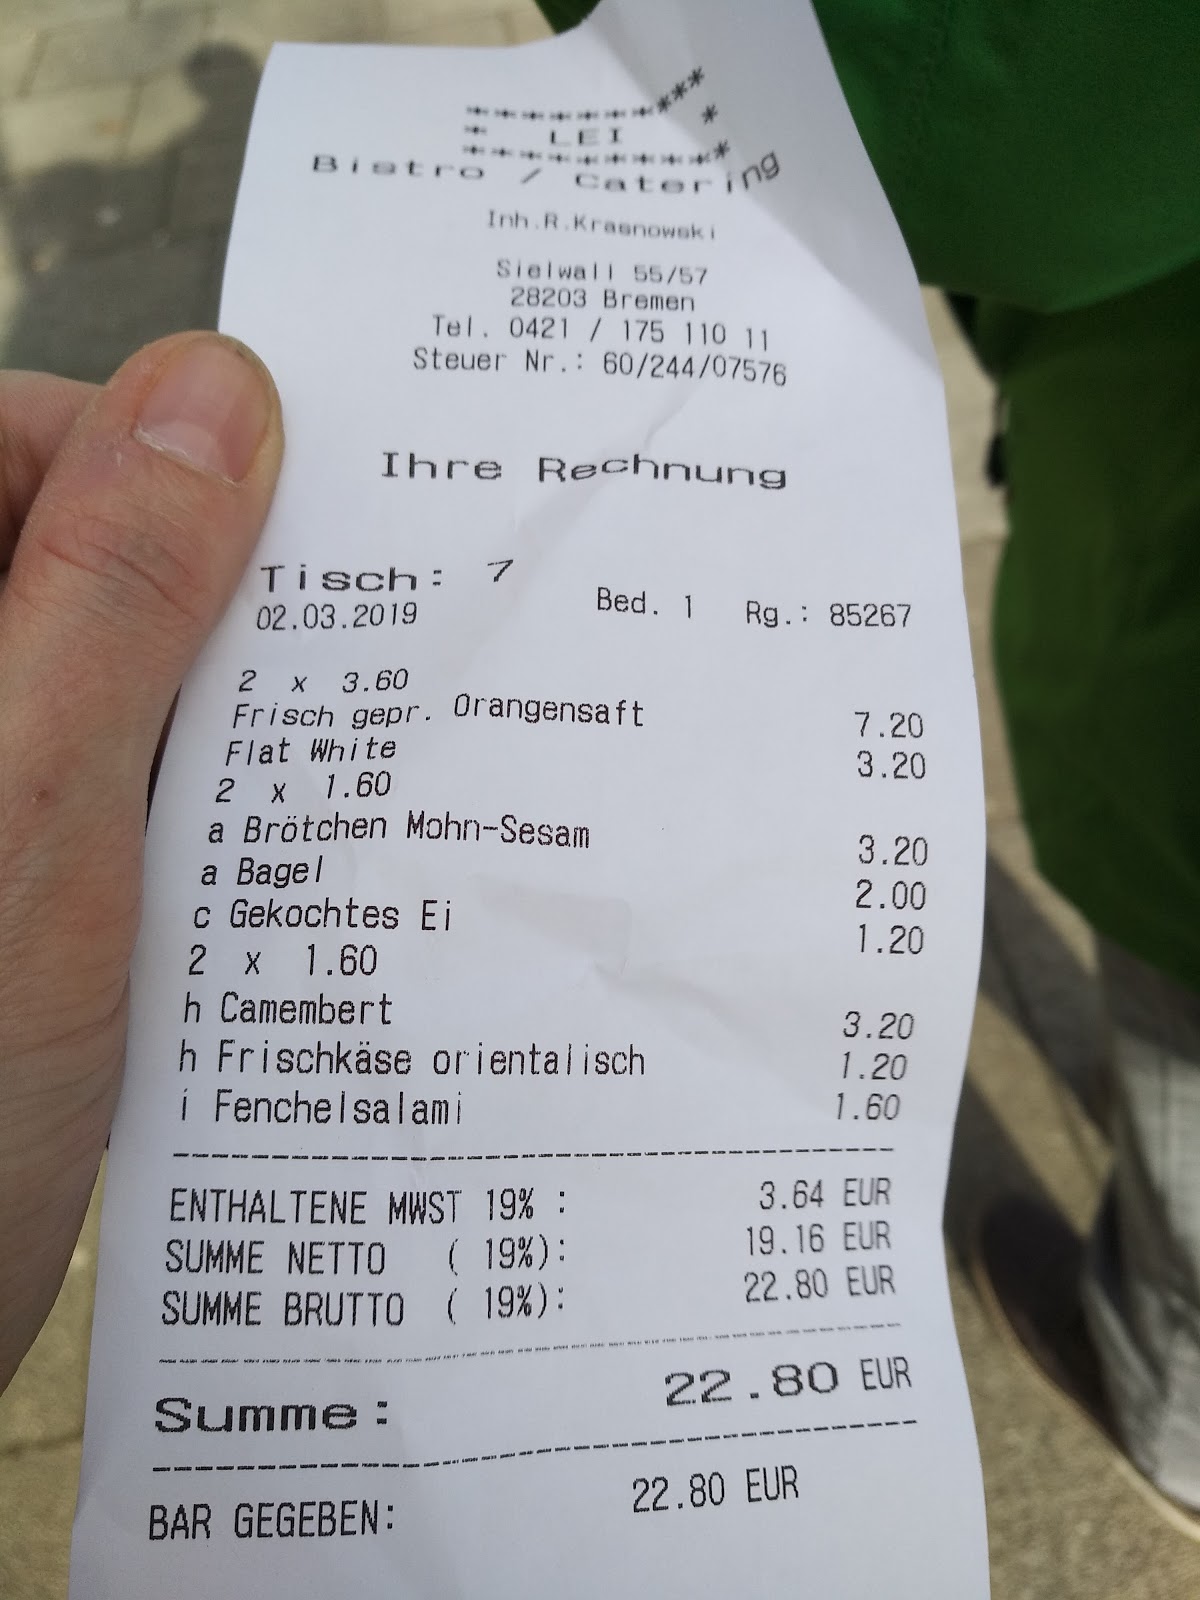 **********
* LEI *
**********
Bistro / Catering
Inh.R.Krasnowski
Sielwall 55/57
28203 Bremen
Tel. 0421 / 175 110 11
Steuer Nr.: 60/244/07576
Ihre Rechnung
Tisch: 7
02.03.2019 Bed. 1 Rg.: 85267
2 x 3.60
Frisch gepr. Orangensaft 7.20
Flat White 3.20
2 x 1.60
a Brötchen Mohn-Sesam 3.20
a Bagel 2.00
c Gekochtes Ei 1.20
2 x 1.60
h Camembert 3.20
h Frischkäse orientalisch 1.20
i Fenchelsalami 1.60
ENTHALTENE MWST 19% : 3.64 EUR
SUMME NETTO ( 19%): 19.16 EUR
SUMME BRUTTO ( 19%): 22.80 EUR
Summe: 22.80 EUR
BAR GEGEBEN: 22.80 EUR